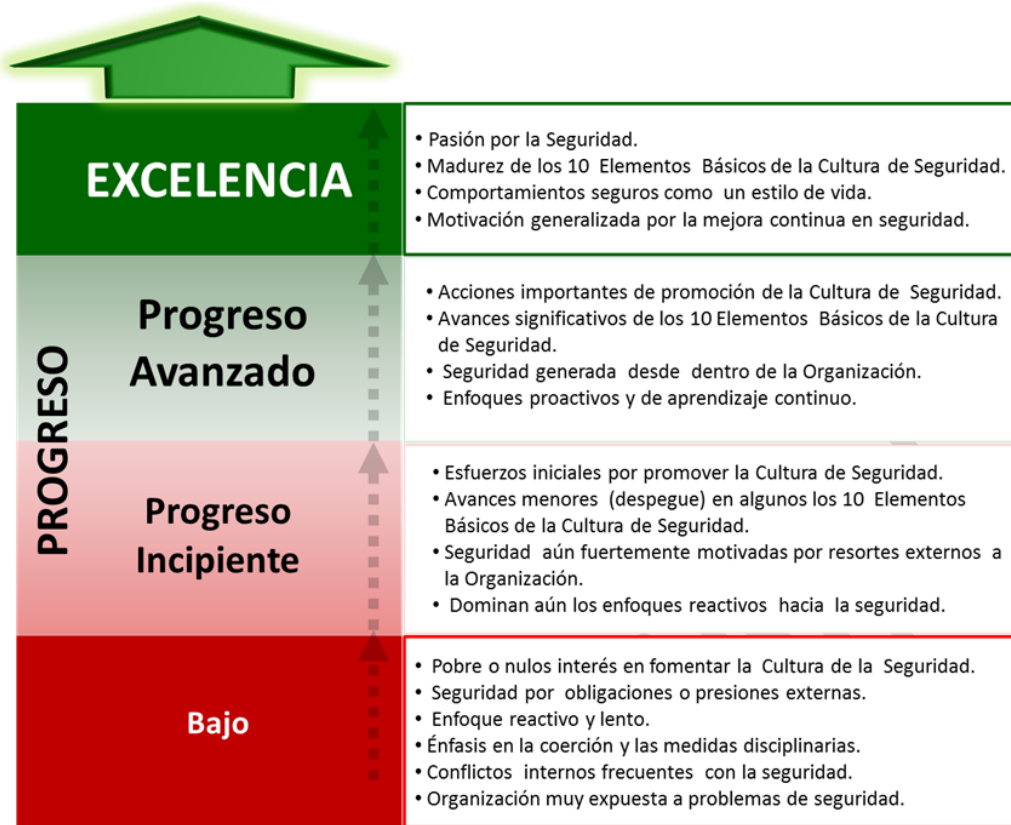 EXCELENCIA
• Pasión por la Seguridad.
• Madurez de los 10 Elementos Básicos de la Cultura de Seguridad.
• Comportamientos seguros como un estilo de vida.
• Motivación generalizada por la mejora continua en seguridad.
PROGRESO
Progreso
Avanzado
• Acciones importantes de promoción de la Cultura de Seguridad.
• Avances significativos de los 10 Elementos Básicos de la Cultura
de Seguridad.
• Seguridad generada desde dentro de la Organización.
• Enfoques proactivos y de aprendizaje continuo.
Progreso
Incipiente
• Esfuerzos iniciales por promover la Cultura de Seguridad.
• Avances menores (despegue) en algunos los 10 Elementos
Básicos de la Cultura de Seguridad.
• Seguridad aún fuertemente motivadas por resortes externos a
la Organización.
• Dominan aún los enfoques reactivos hacia la seguridad.
Bajo
• Pobre o nulos interés en fomentar la Cultura de la Seguridad.
• Seguridad por obligaciones o presiones externas.
• Enfoque reactivo y lento.
• Énfasis en la coerción y las medidas disciplinarias.
• Conflictos internos frecuentes con la seguridad.
• Organización muy expuesta a problemas de seguridad.